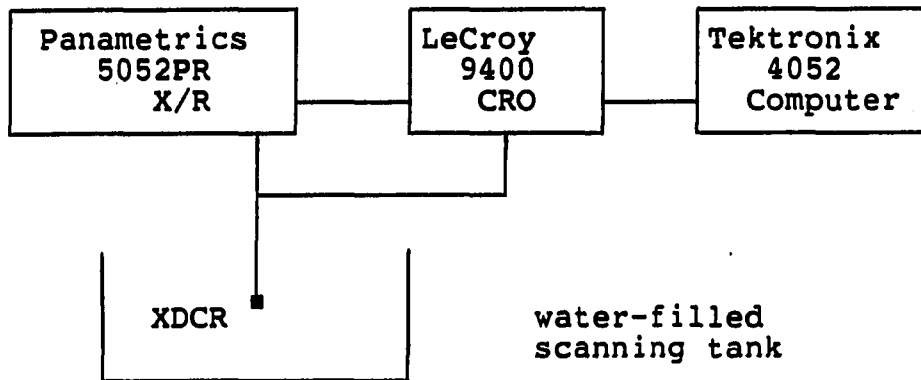 Panametrics
5052PR
X/R
LeCroy
9400
CRO
Tektronix
4052
Computer
XDCR
water-filled
scanning tank